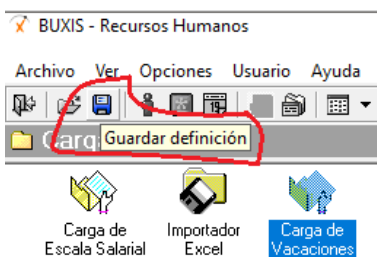 BUXIS - Recursos Humanos
Archivo Ver Opciones Usuario Ayuda
19
Guardar definición
Carga de
Escala Salarial
Importador
Excel
Carga de
Vacaciones